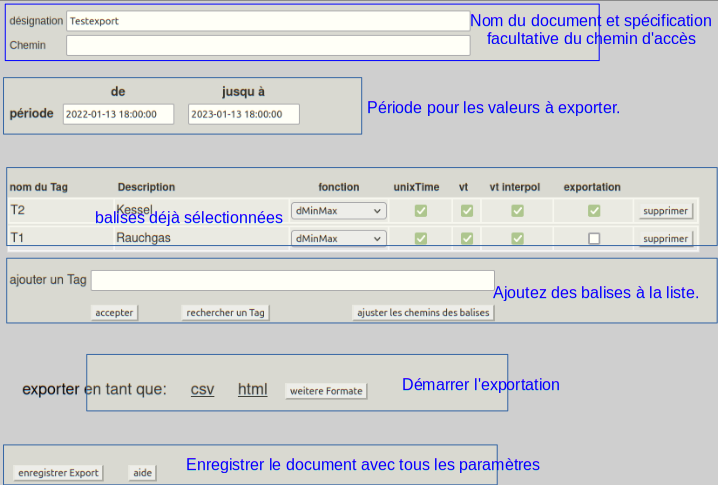 désignation Testexport Nom du document et spécification
Chemin facultative du chemin d'accès
de jusqu à
période 2022-01-13 18:00:00 2023-01-13 18:00:00 Période pour les valeurs à exporter.
nom du Tag Description fonction unixTime vt vt interpol exportation
T2 Kessel dMinMax supprimer
balises déjà sélectionnées
T1 Rauchgas dMinMax supprimer
ajouter un Tag
Ajoutez des balises à la liste.
accepter rechercher un Tag ajuster les chemins des balises
exporter en tant que: csv html weitere Formate Démarrer l'exportation
Enregistrer le document avec tous les paramètres
enregistrer Export aide